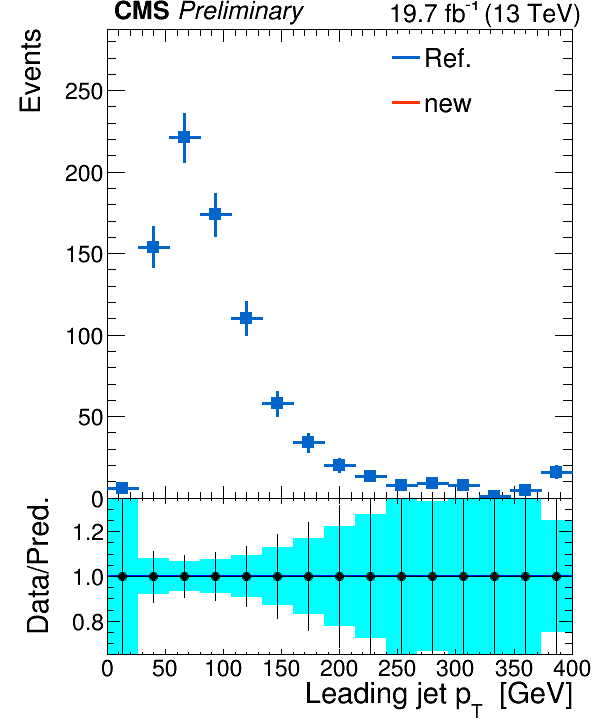 CMS Preliminary 19.7 fb-1 (13 TeV)
Events
Ref.
new
250
200
150
100
50
0
Data/Pred.
1.2
1.0
0.8
0 50 100 150 200 250 300 350 400
Leading jet pT [GeV]